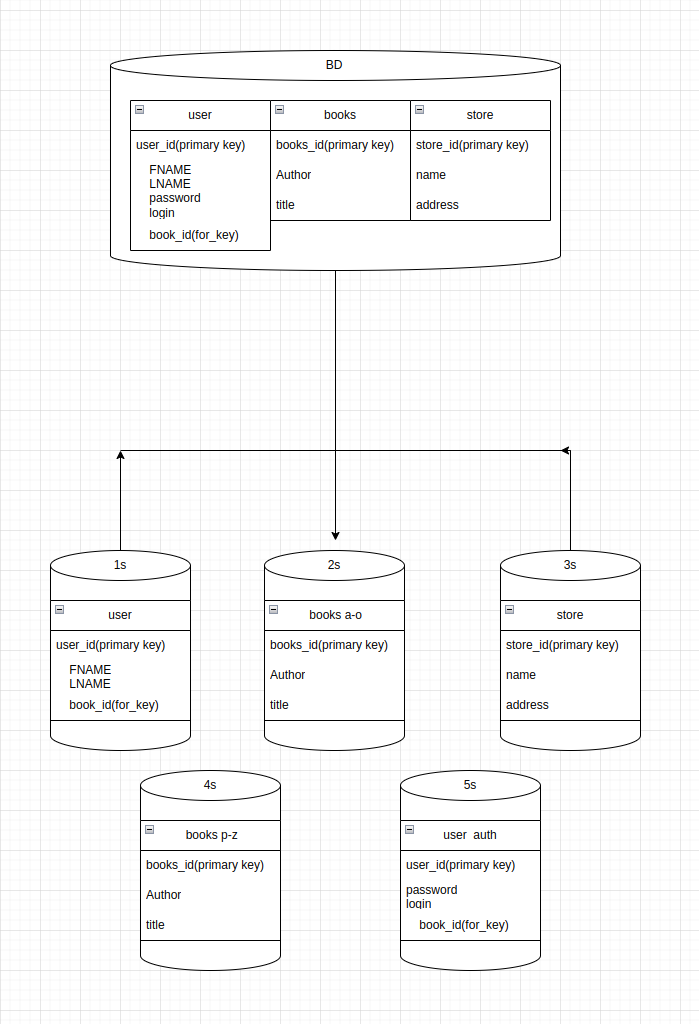 BD
user
books
store
user_id(primary key)
books_id(primary key)
store_id(primary key)
FNAME
LNAME
password
login
Author
name
title
address
book_id(for_key)
1s
2s
3s
user
books a-o
store
user_id(primary key)
books_id(primary key)
store_id(primary key)
FNAME
LNAME
Author
name
book_id(for_key)
title
address
4s
5s
books p-z
user  auth
books_id(primary key)
user_id(primary key)
Author
password
login
title
book_id(for_key)